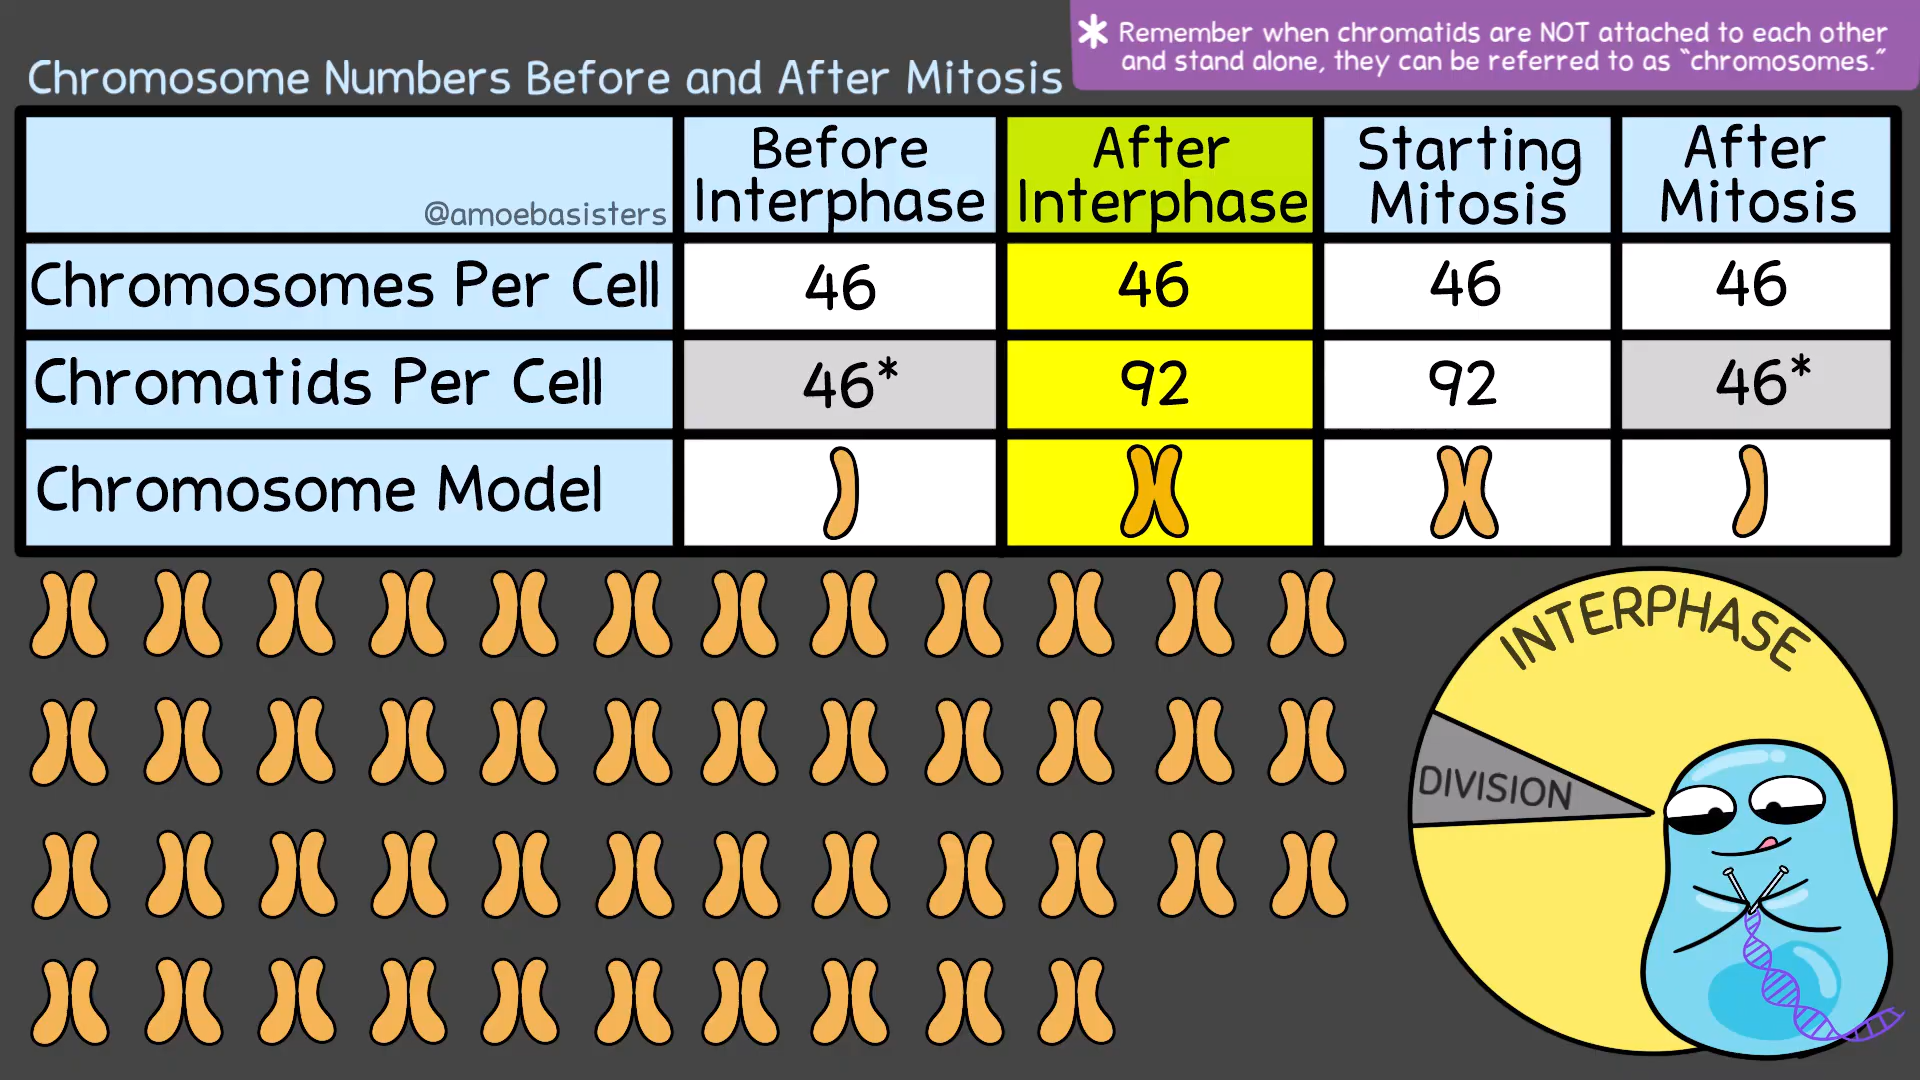 * Remember when chromatids are NOT attached to each other
and stand alone, they can be referred to as “chromosomes.”
Chromosome Numbers Before and After Mitosis
@amoebasisters
Before
Interphase
After
Interphase
Starting
Mitosis
After
Mitosis
Chromosomes Per Cell 46 46 46 46
Chromatids Per Cell 46* 92 92 46*
Chromosome Model
INTERPHASE
DIVISION